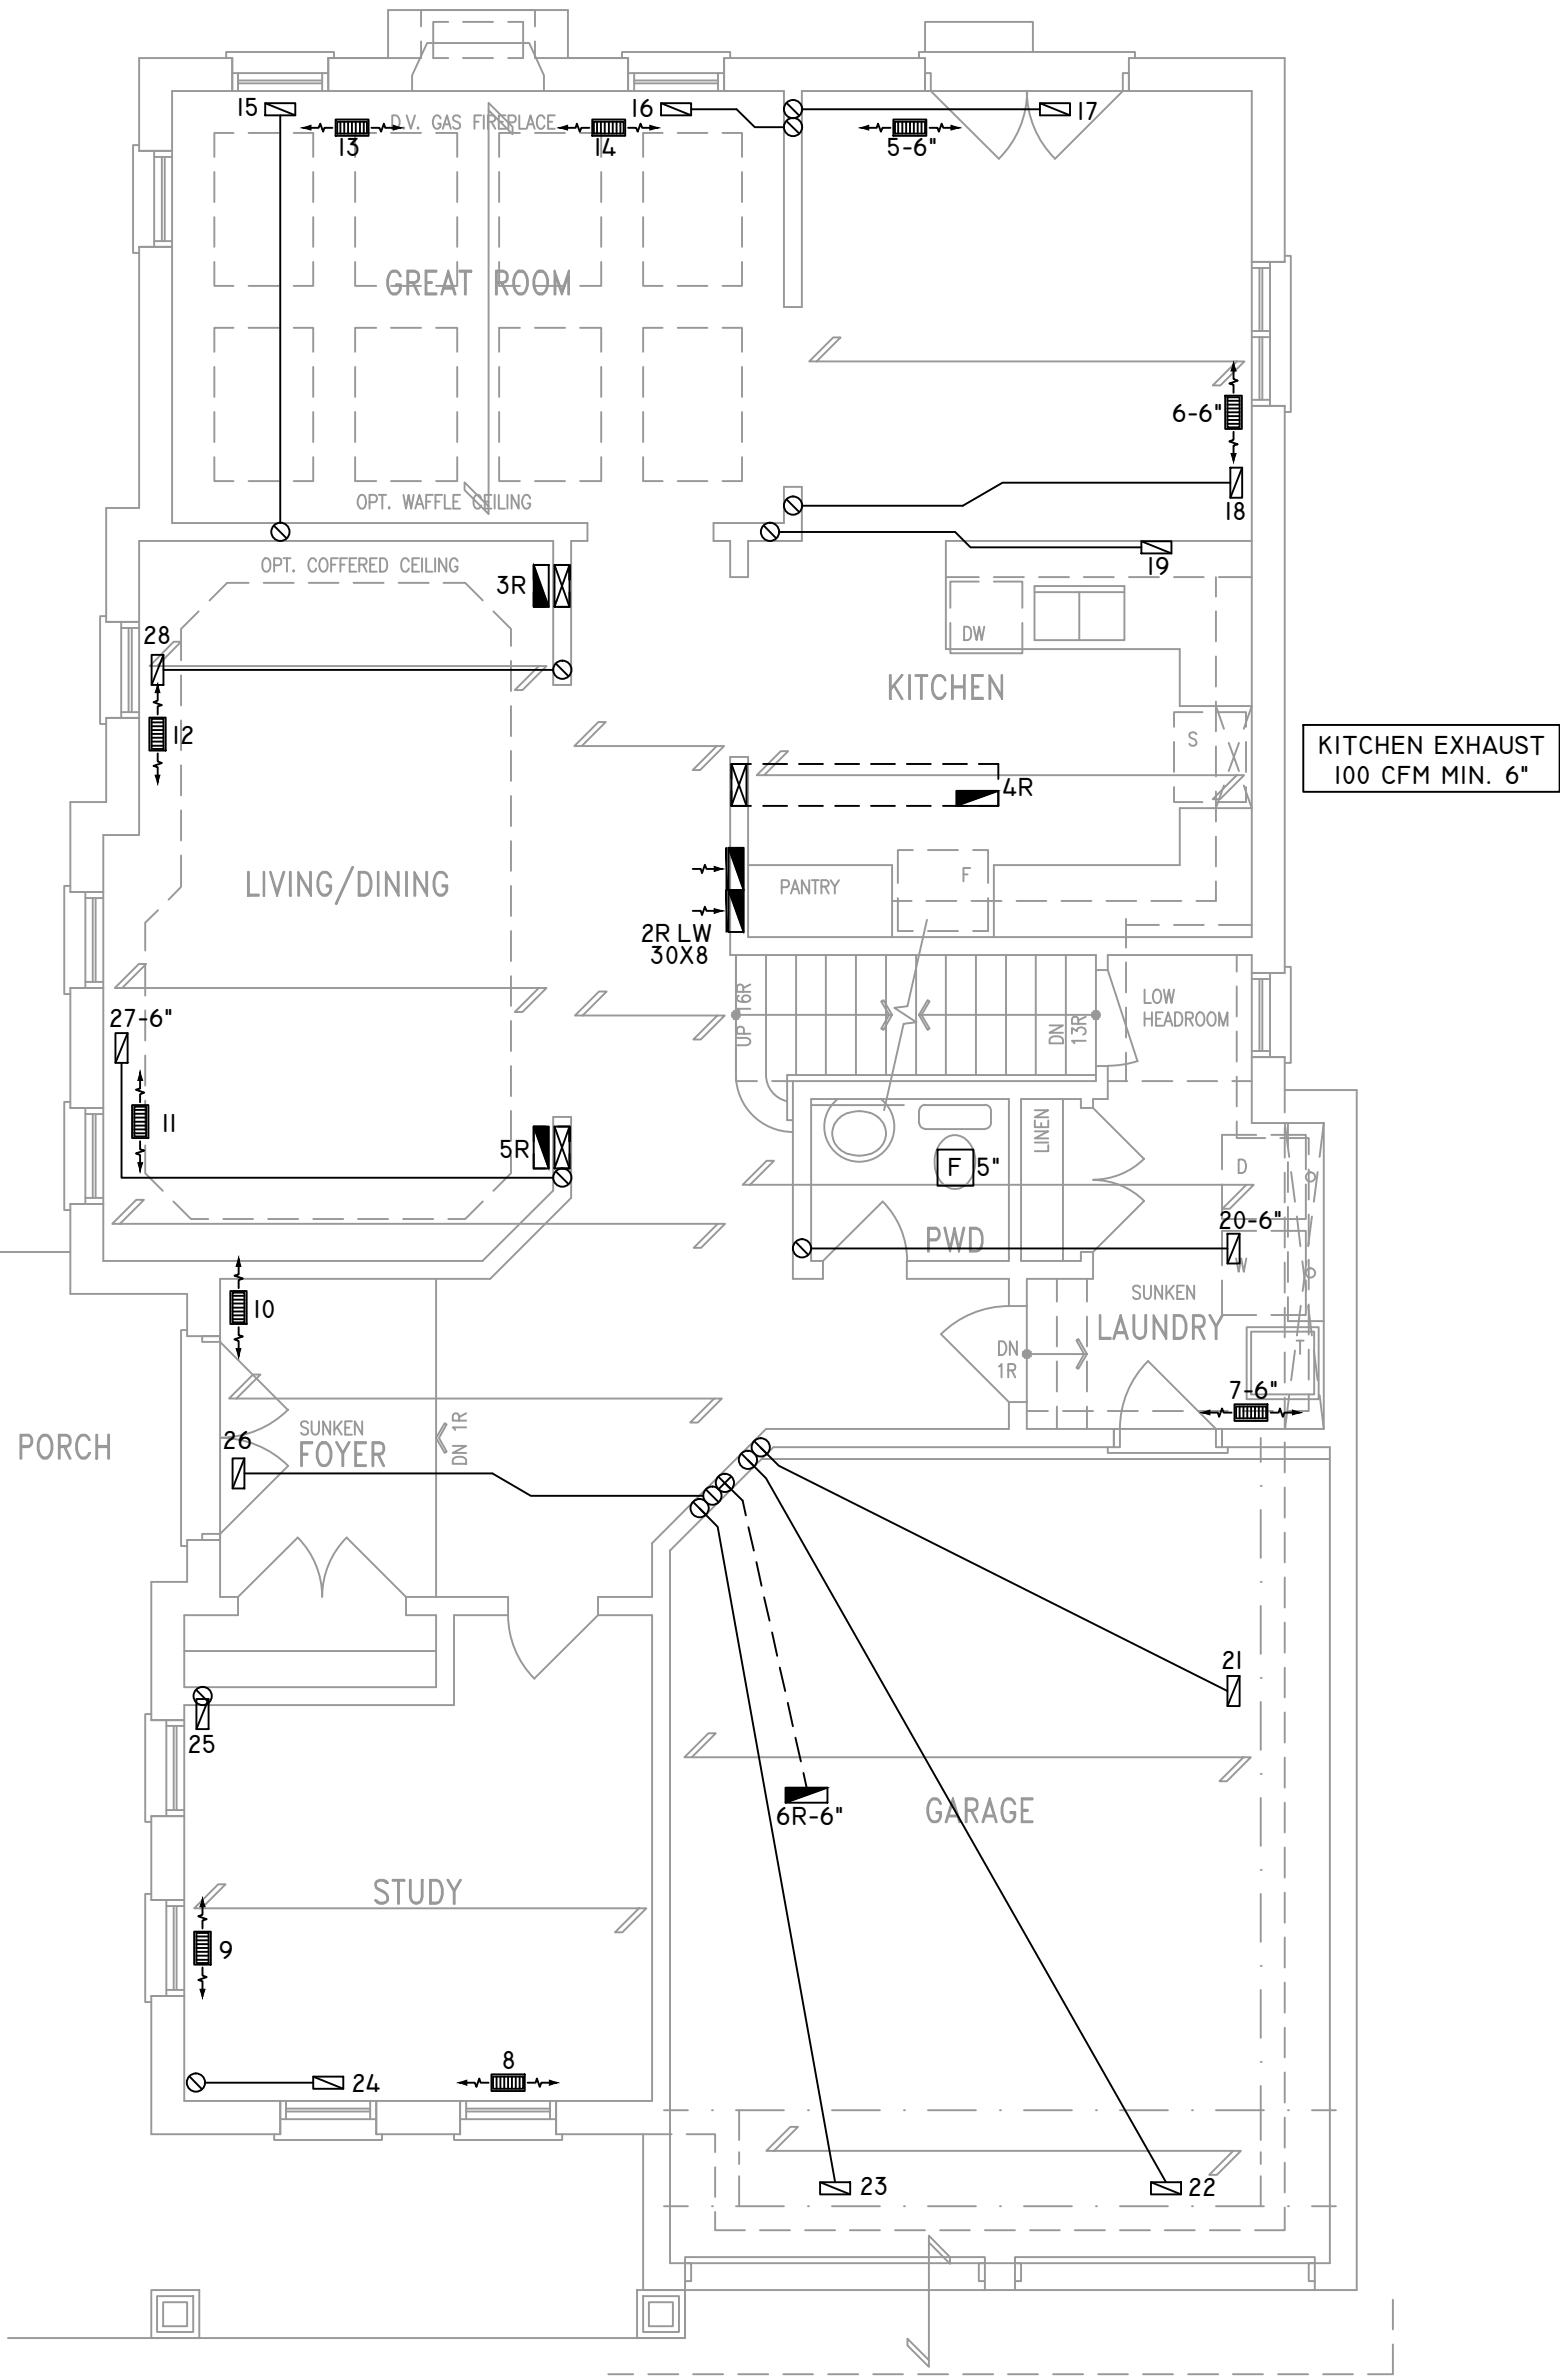 15
16
17
D.V. GAS FIREPLACE
13
14
5-6"
GREAT ROOM
6-6"
OPT. WAFFLE CEILING
18
OPT. COFFERED CEILING
19
3R
28
DW
KITCHEN
12
S
KITCHEN EXHAUST
100 CFM MIN. 6"
4R
LIVING/DINING
PANTRY
F
2R LW
30X8
UP 16R
DN
13R
LOW
HEADROOM
27-6"
11
5R
LINEN
F 5"
D
20-6"
PWD
W
10
SUNKEN
LAUNDRY
DN
1R
T
7-6"
PORCH
26
SUNKEN
FOYER
DN 1R
21
25
6R-6"
GARAGE
STUDY
9
8
24
23
22